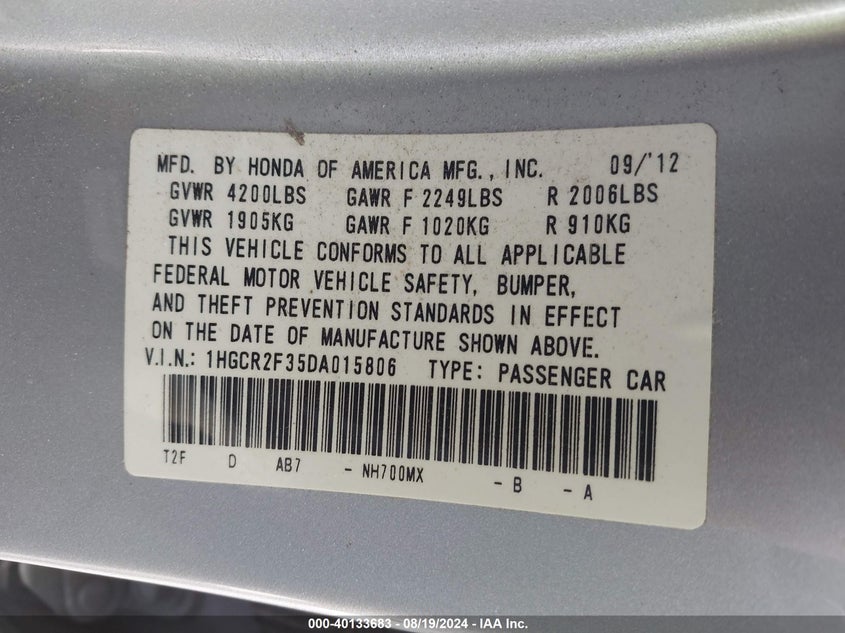 MFD. BY HONDA OF AMERICA MFG., INC. 09/'12
GVWR 4200LBS GAWR F 2249LBS R 2006LBS
GVWR 1905KG GAWR F 1020KG R 910KG
THIS VEHICLE CONFORMS TO ALL APPLICABLE
FEDERAL MOTOR VEHICLE SAFETY, BUMPER,
AND THEFT PREVENTION STANDARDS IN EFFECT
ON THE DATE OF MANUFACTURE SHOWN ABOVE.
V.I.N.: 1HGCR2F35DA015806 TYPE: PASSENGER CAR
T2F D AB7 - NH700MX - B - A
000-40133683 - 08/19/2024 - IAA Inc.